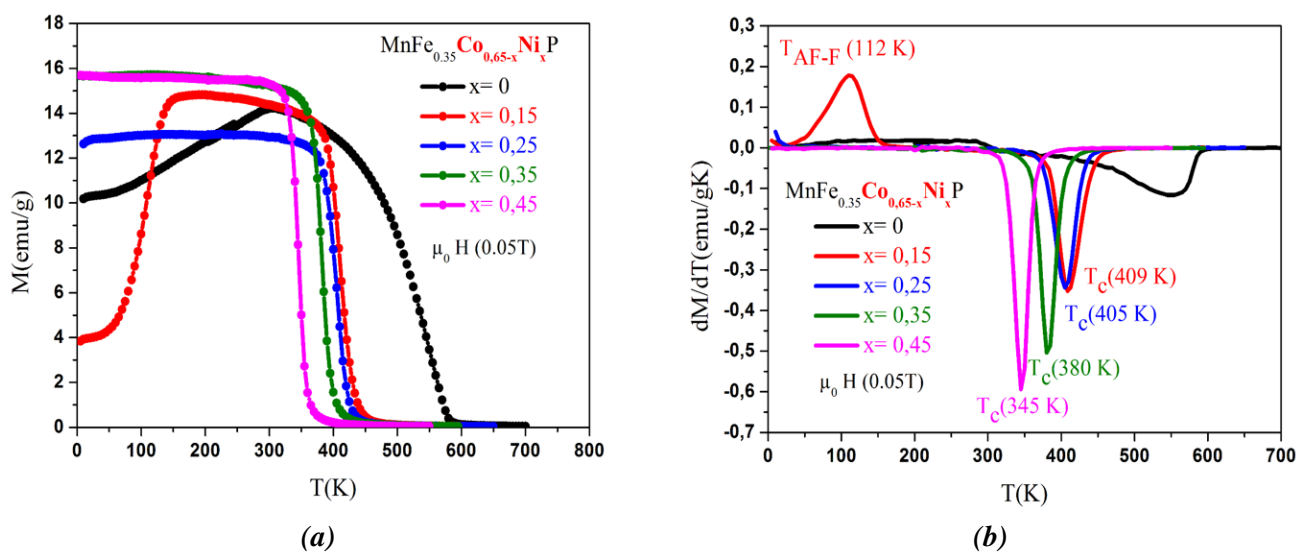 18
16
14
12
10
8
6
4
2
0
M(emu/g)
0 100 200 300 400 500 600 700 800
T(K)
MnFe0.35Co0,65-xNixP
x= 0
x= 0,15
x= 0,25
x= 0,35
x= 0,45
μ0 H (0.05T)
(a)
0,3
0,2
0,1
0,0
-0,1
-0,2
-0,3
-0,4
-0,5
-0,6
-0,7
dM/dT(emu/gK)
0 100 200 300 400 500 600 700
T(K)
TAF-F (112 K)
MnFe0.35Co0,65-xNixP
x= 0
x= 0,15
x= 0,25
x= 0,35
x= 0,45
μ0 H (0.05T)
Tc(409 K)
Tc(405 K)
Tc(380 K)
Tc(345 K)
(b)